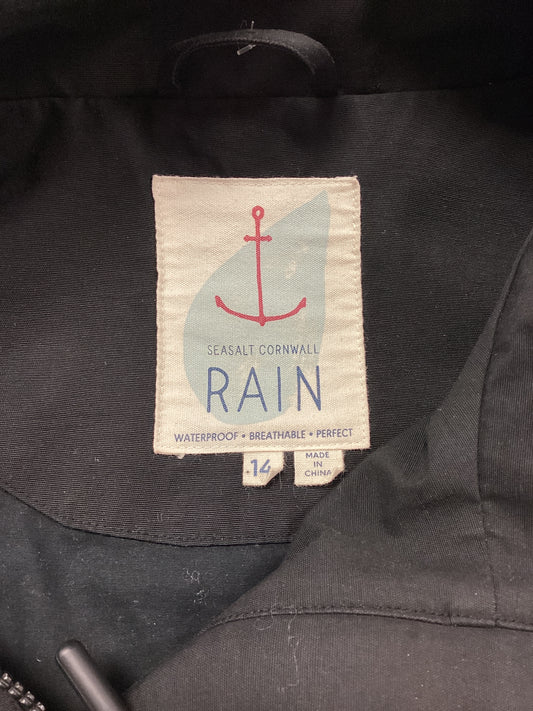 SEASALT CORNWALL
RAIN
WATERPROOF • BREATHABLE • PERFECT
14
MADE
IN
CHINA